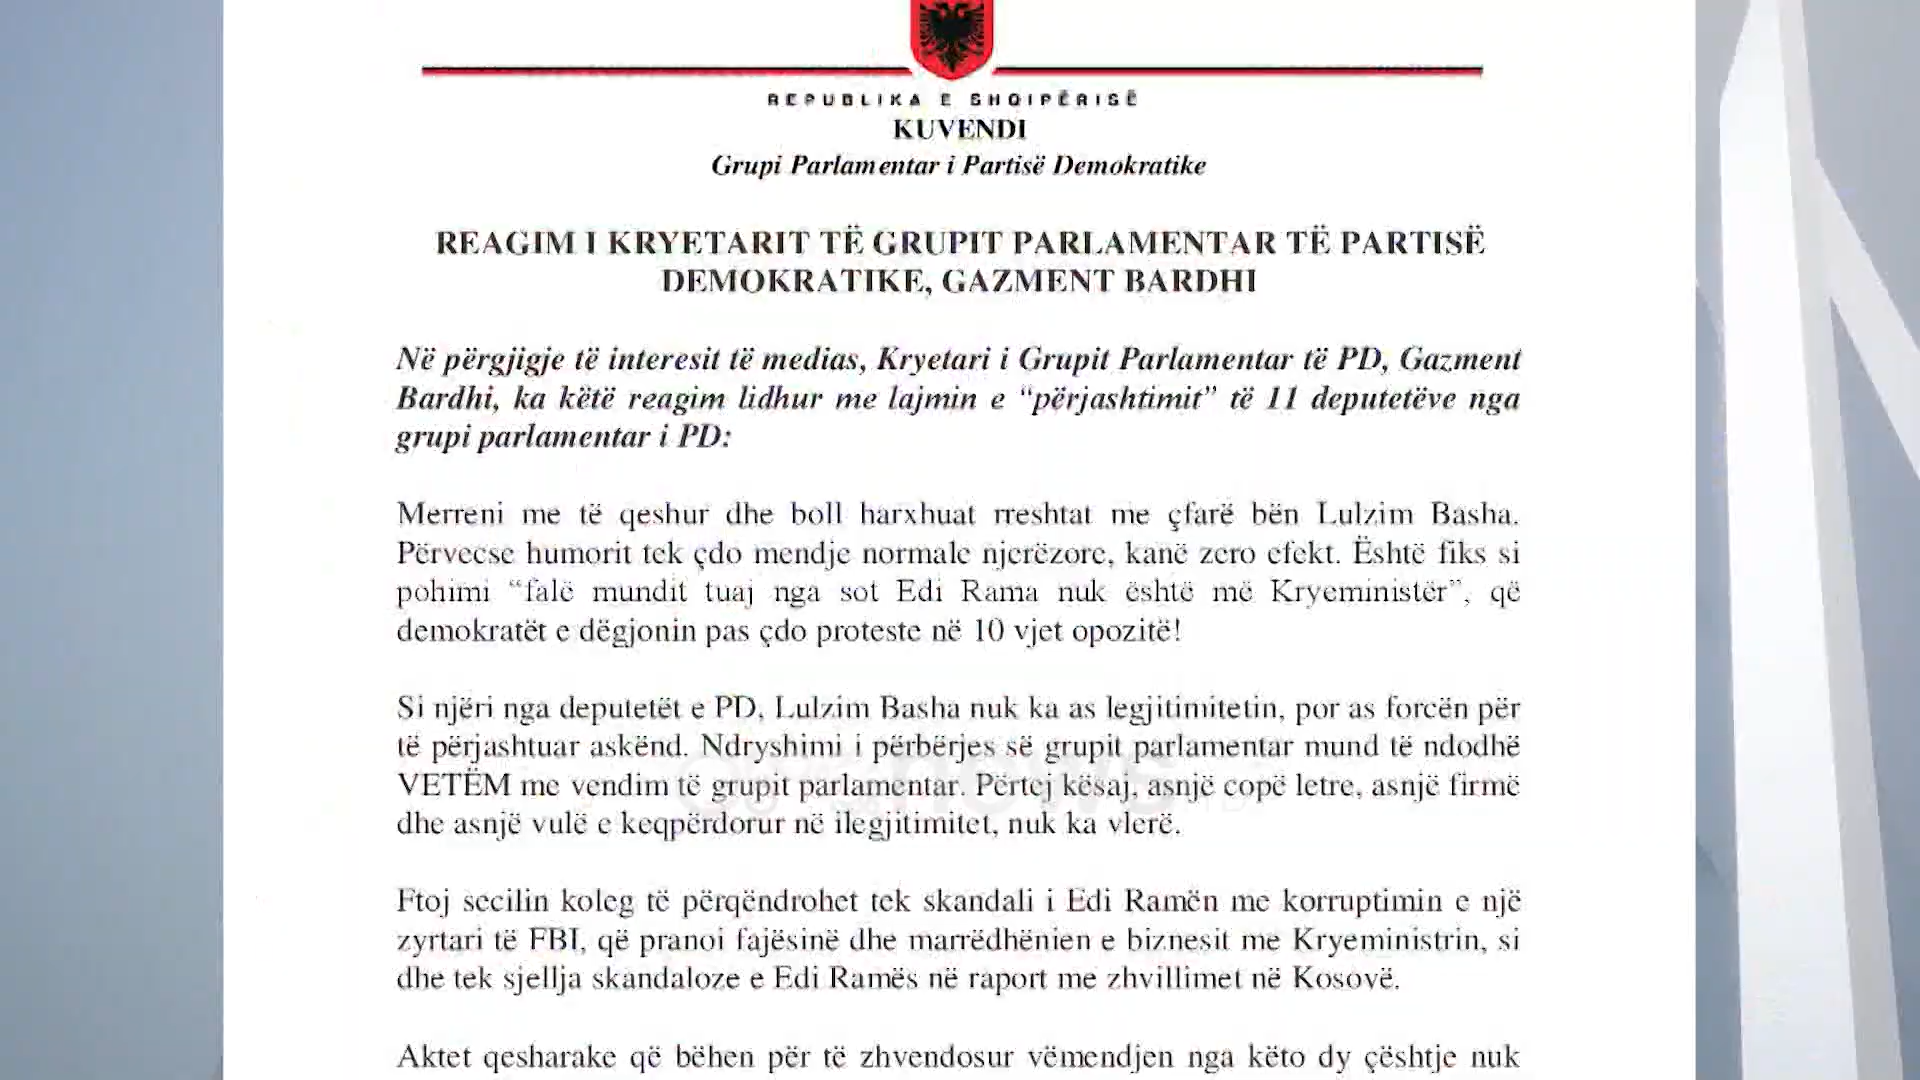 REPUBLIKA E SHQIPËRISË
KUVENDI
Grupi Parlamentar i Partisë Demokratike
REAGIM I KRYETARIT TË GRUPIT PARLAMENTAR TË PARTISË
DEMOKRATIKE, GAZMENT BARDHI
Në përgjigje të interesit të medias, Kryetari i Grupit Parlamentar të PD, Gazment
Bardhi, ka këtë reagim lidhur me lajmin e “përjashtimit” të 11 deputetëve nga
grupi parlamentar i PD:
Merreni me të qeshur dhe boll harxhuat rreshtat me çfarë bën Lulzim Basha.
Përvecse humorit tek çdo mendje normale njerëzore, kanë zero efekt. Është fiks si
pohimi “falë mundit tuaj nga sot Edi Rama nuk është më Kryeministër”, që
demokratët e dëgjonin pas çdo proteste në 10 vjet opozitë!
Si njëri nga deputetët e PD, Lulzim Basha nuk ka as legjitimitetin, por as forcën për
të përjashtuar askënd. Ndryshimi i përbërjes së grupit parlamentar mund të ndodhë
VETËM me vendim të grupit parlamentar. Përtej kësaj, asnjë copë letre, asnjë firmë
dhe asnjë vulë e keqpërdorur në ilegjitimitet, nuk ka vlerë.
news
Ftoj secilin koleg të përqëndrohet tek skandali i Edi Ramën me korruptimin e një
zyrtari të FBI, që pranoi fajësinë dhe marrëdhënien e biznesit me Kryeministrin, si
dhe tek sjellja skandaloze e Edi Ramës në raport me zhvillimet në Kosovë.
Aktet qesharake që bëhen për të zhvendosur vëmendjen nga këto dy çështje nuk